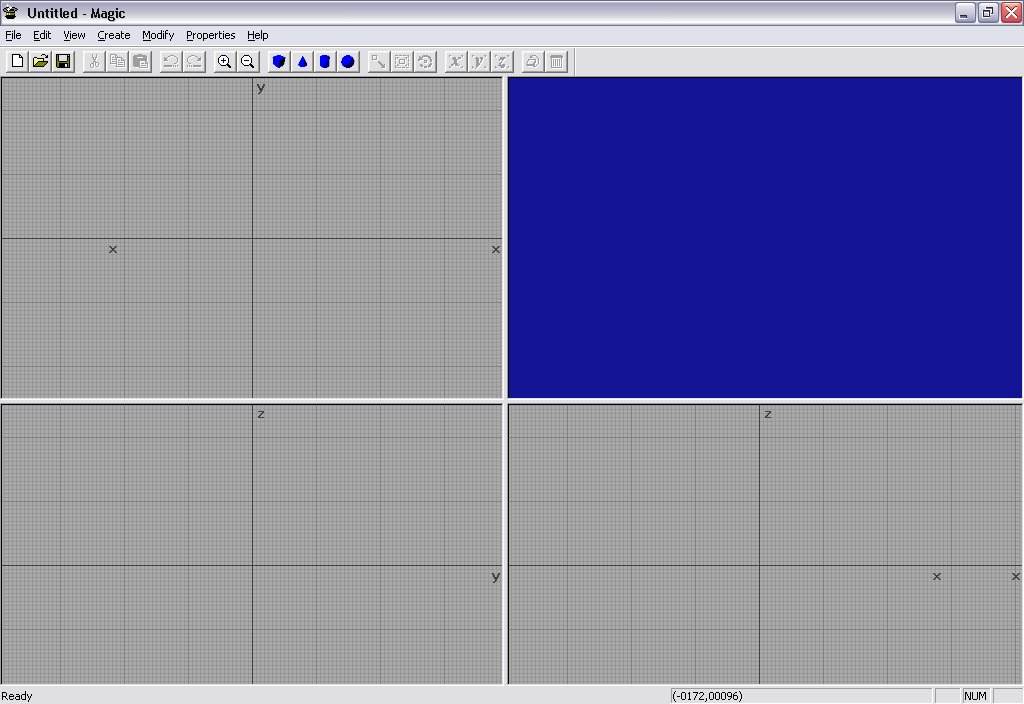 Untitled - Magic
File Edit View Create Modify Properties Help
x y z
y
x x
z
y
z
x x
Ready (-0172,00096) NUM